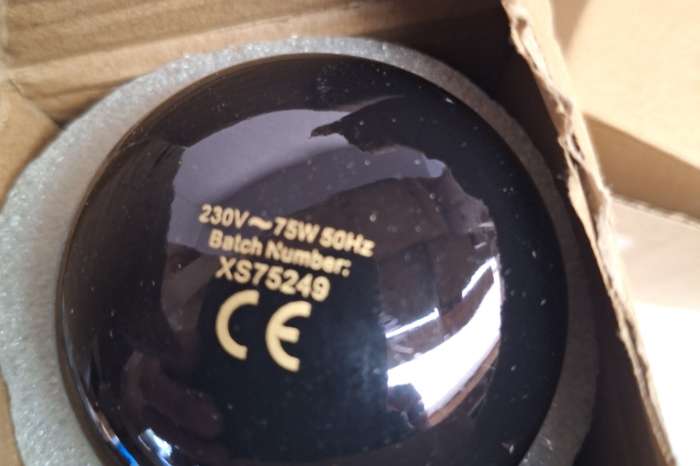 230V～75W 50Hz
Batch Number:
XS75249
CE